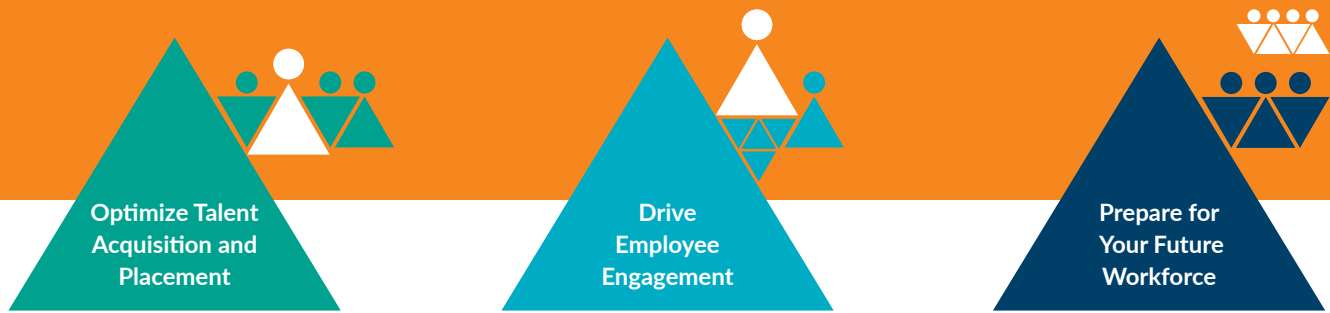 Optimize Talent
Acquisition and
Placement
Drive
Employee
Engagement
Prepare for
Your Future
Workforce